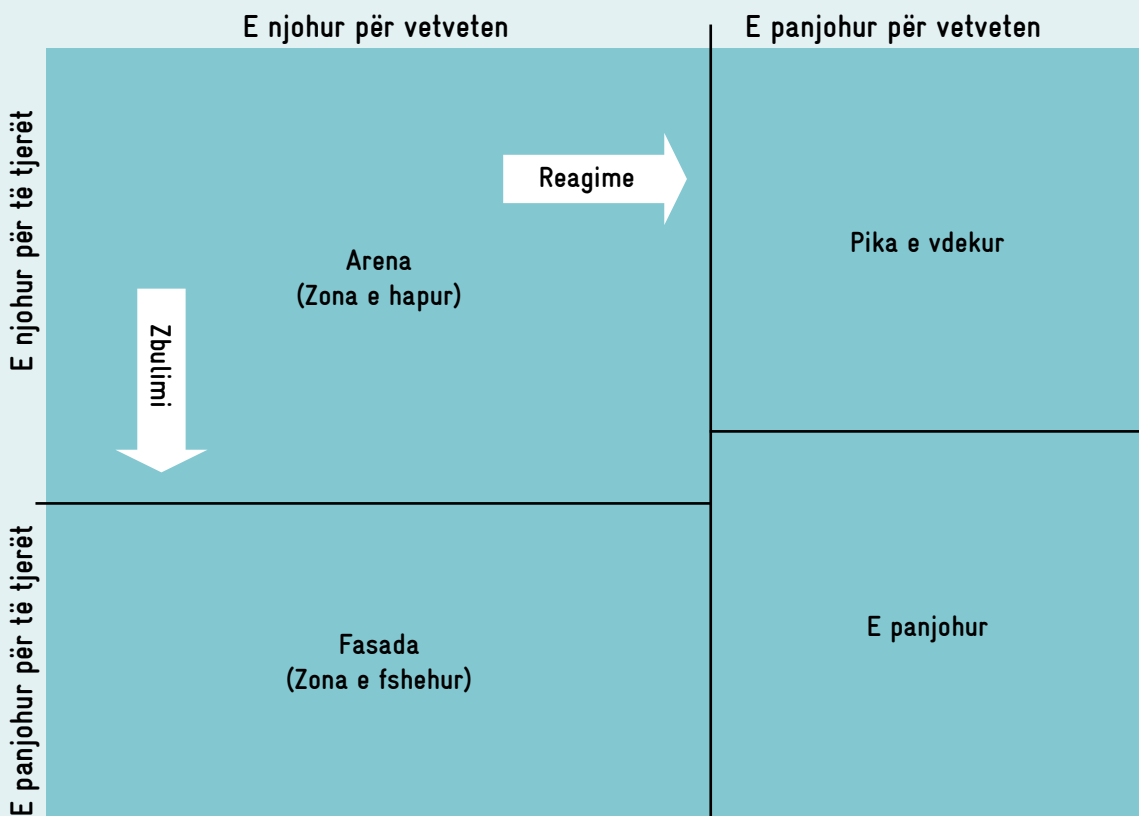 E njohur për vetveten
E panjohur për vetveten
E njohur për të tjerët
Reagime
Arena
(Zona e hapur)
Pika e vdekur
Zbulimi
E panjohur për të tjerët
Fasada
(Zona e fshehur)
E panjohur